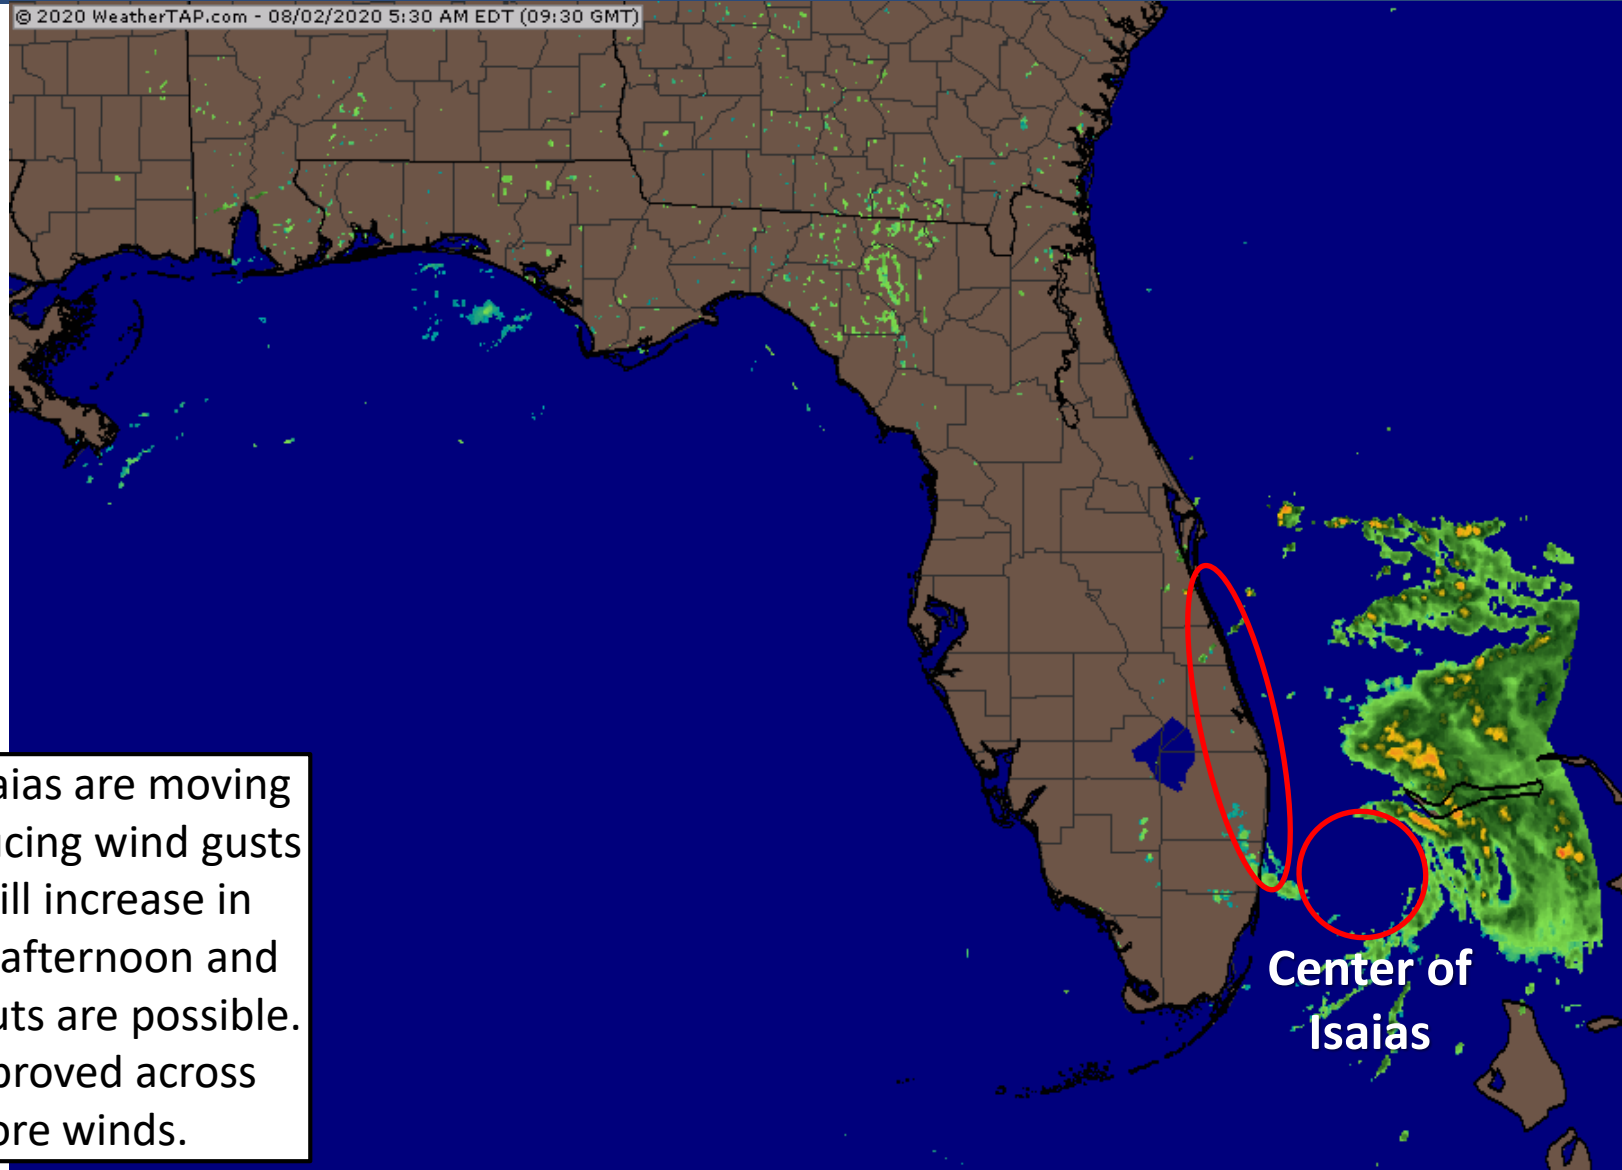 © 2020 WeatherTAP.com - 08/02/2020 5:30 AM EDT (09:30 GMT)
aias are moving
cing wind gusts
ill increase in
afternoon and
uts are possible.
proved across
ore winds.
Center of
Isaias